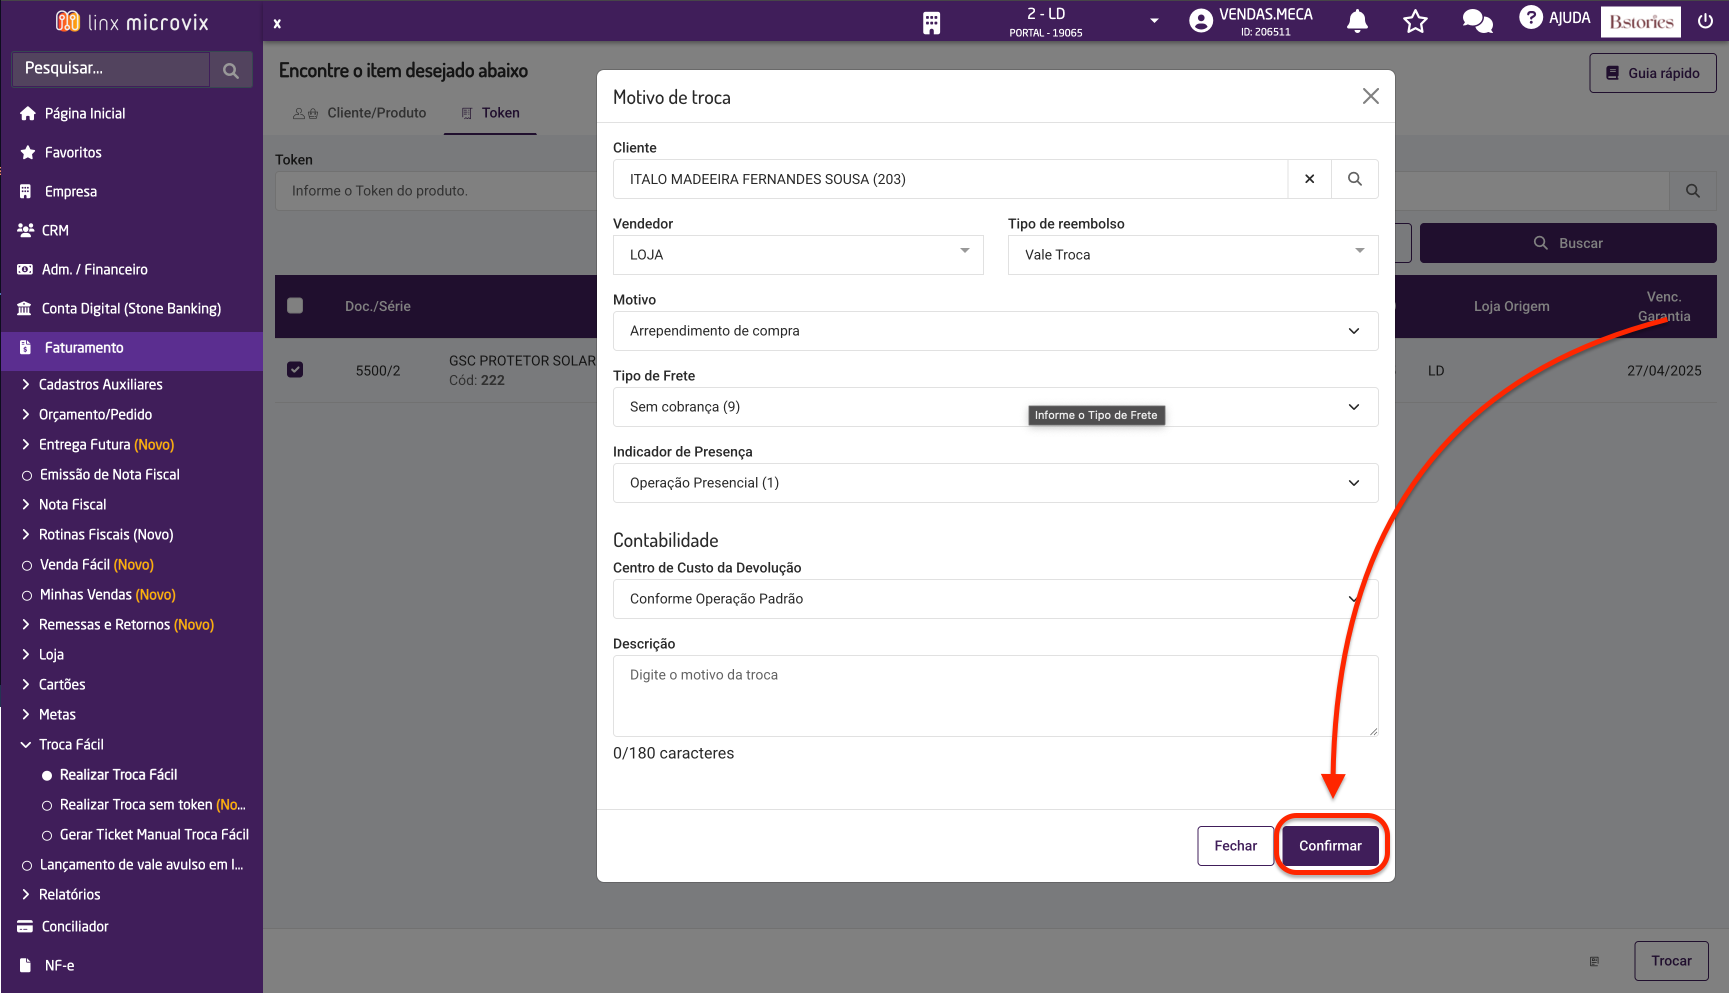 linx microvix
x
2 - LD
PORTAL - 19065
VENDAS.MECA
ID: 206511
AJUDA
Bstories
Pesquisar...
Página Inicial
Favoritos
Empresa
CRM
Adm. / Financeiro
Conta Digital (Stone Banking)
Faturamento
Cadastros Auxiliares
Orçamento/Pedido
Entrega Futura (Novo)
Emissão de Nota Fiscal
Nota Fiscal
Rotinas Fiscais (Novo)
Venda Fácil (Novo)
Minhas Vendas (Novo)
Remessas e Retornos (Novo)
Loja
Cartões
Metas
Troca Fácil
Realizar Troca Fácil
Realizar Troca sem token (No...
Gerar Ticket Manual Troca Fácil
Lançamento de vale avulso em l...
Relatórios
Conciliador
NF-e
Encontre o item desejado abaixo
Guia rápido
Cliente/Produto
Token
Token
Informe o Token do produto.
Buscar
Doc./Série
Loja Origem
Venc.
Garantia
5500/2
GSC PROTETOR SOLAR
Cód: 222
LD
27/04/2025
Motivo de troca
Cliente
ITALO MADEEIRA FERNANDES SOUSA (203)
Vendedor
Tipo de reembolso
LOJA
Vale Troca
Motivo
Arrependimento de compra
Tipo de Frete
Sem cobrança (9)
Informe o Tipo de Frete
Indicador de Presença
Operação Presencial (1)
Contabilidade
Centro de Custo da Devolução
Conforme Operação Padrão
Descrição
Digite o motivo da troca
0/180 caracteres
Fechar
Confirmar
Trocar